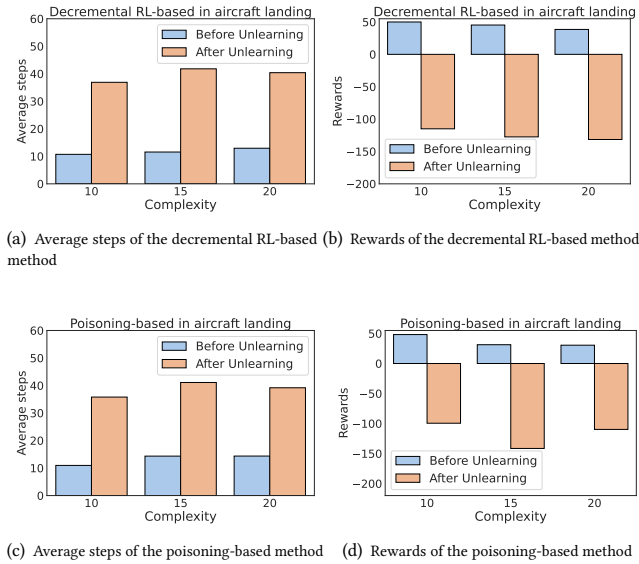 Decremental RL-based in aircraft landing
60
50
40
30
20
10
0
Average steps
Before Unlearning
After Unlearning
10 15 20
Complexity
Decremental RL-based in aircraft landing
50
0
−50
−100
−150
−200
Rewards
Before Unlearning
After Unlearning
10 15 20
Complexity
(a) Average steps of the decremental RL-based
method
(b) Rewards of the decremental RL-based method
Poisoning-based in aircraft landing
60
50
40
30
20
10
0
Average steps
Before Unlearning
After Unlearning
10 15 20
Complexity
Poisoning-based in aircraft landing
50
0
−50
−100
−150
−200
Rewards
Before Unlearning
After Unlearning
10 15 20
Complexity
(c) Average steps of the poisoning-based method
(d) Rewards of the poisoning-based method